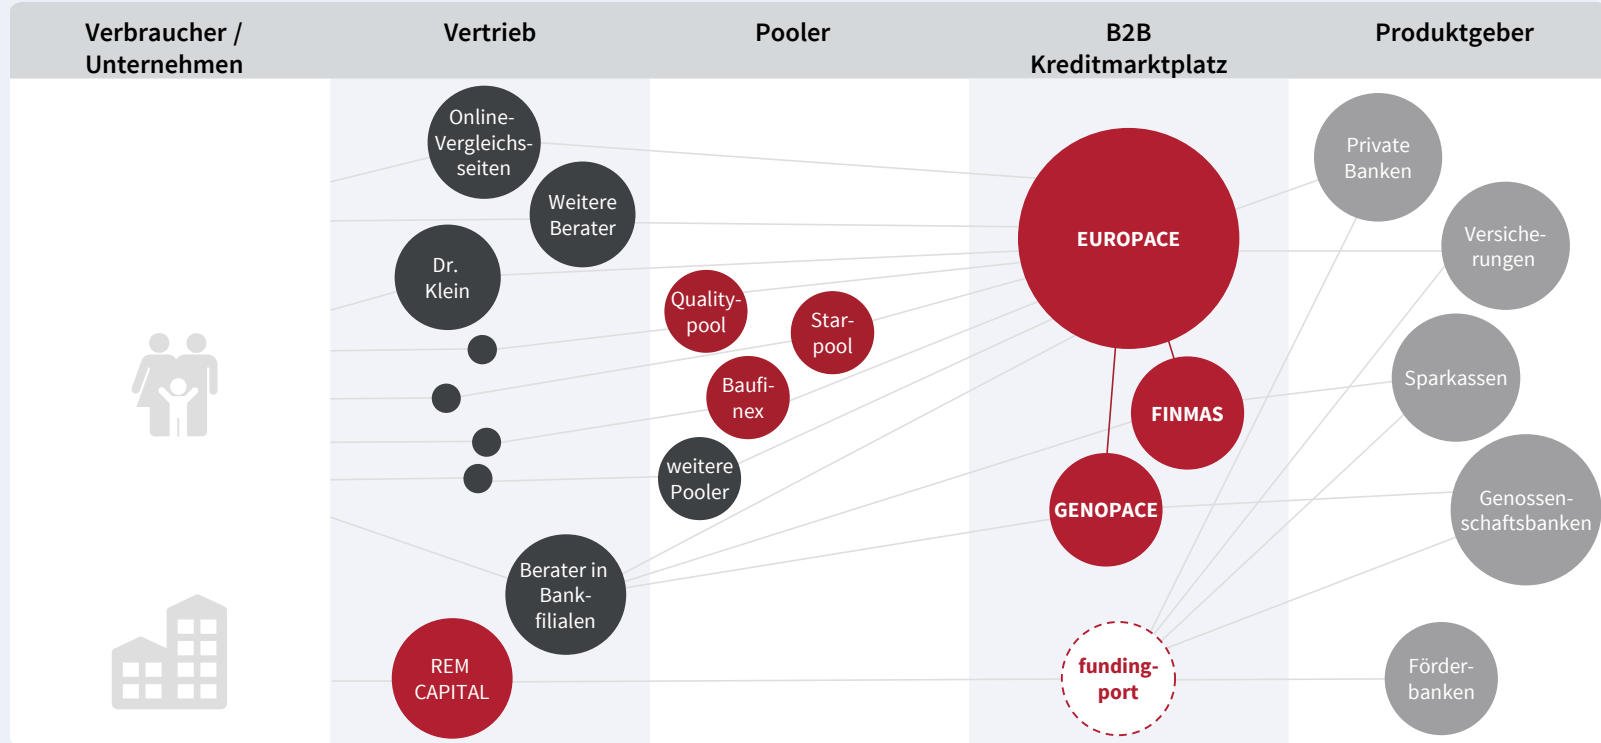 Verbraucher /
Unternehmen
Vertrieb
Pooler
B2B
Kreditmarktplatz
Produktgeber
Online-
Vergleichs-
seiten
Weitere
Berater
Dr.
Klein
Berater in
Bank-
filialen
REM
CAPITAL
Quality-
pool
Star-
pool
Baufi-
nex
weitere
Pooler
EUROPACE
FINMAS
GENOPACE
funding-
port
Private
Banken
Versiche-
rungen
Sparkassen
Genossen-
schaftsbanken
Förder-
banken